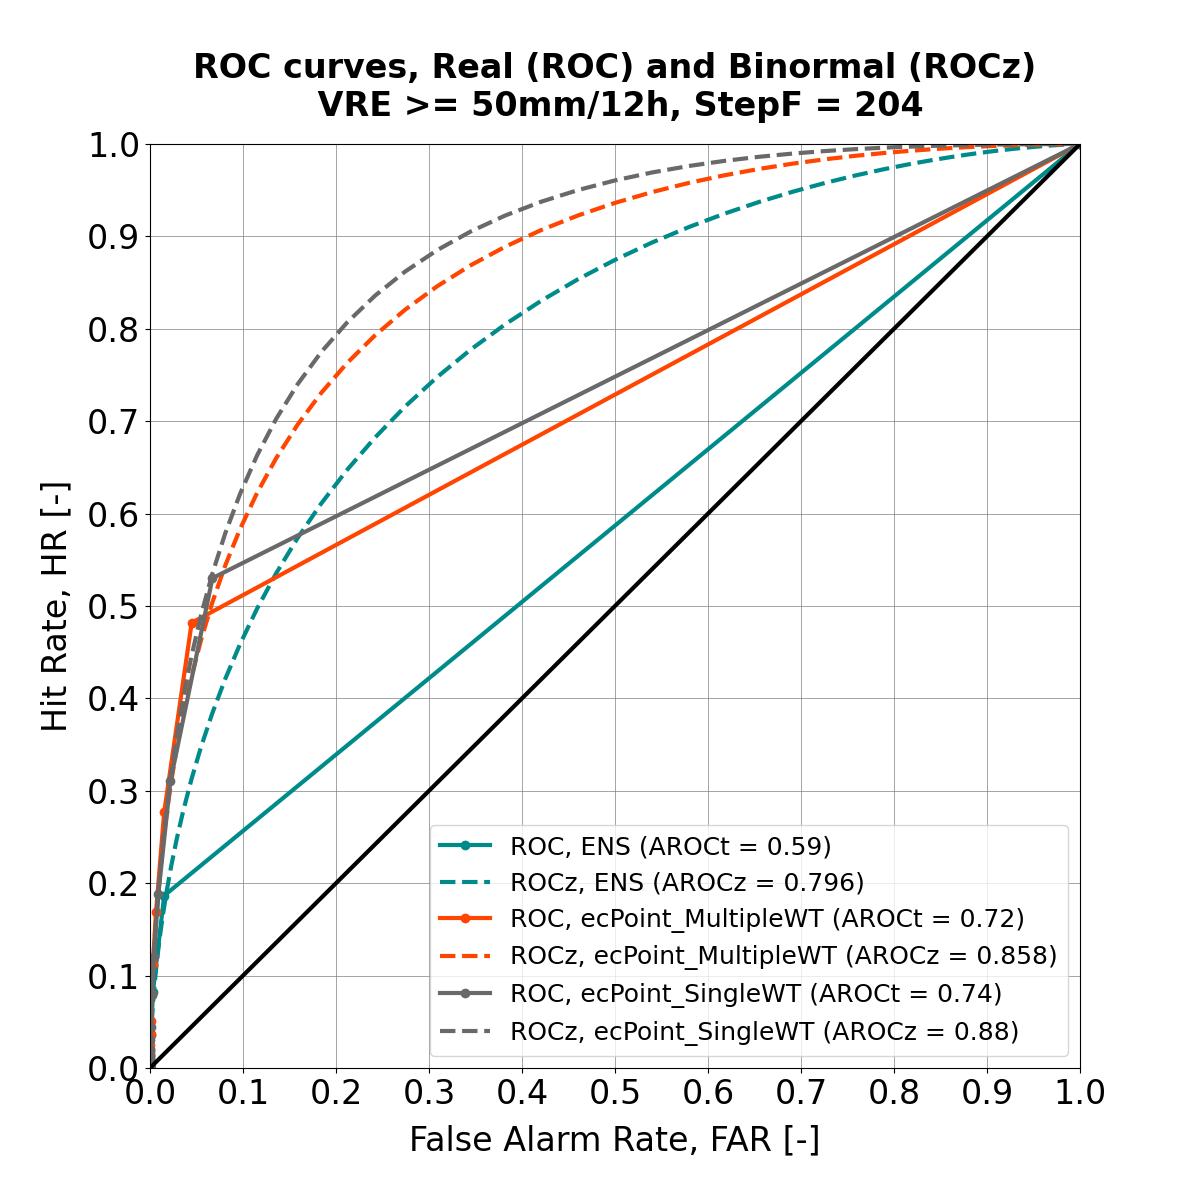 ROC curves, Real (ROC) and Binormal (ROCz)
VRE >= 50mm/12h, StepF = 204
1.0
0.9
0.8
0.7
0.6
0.5
0.4
0.3
0.2
0.1
0.0
Hit Rate, HR [-]
ROC, ENS (AROCt = 0.59)
ROCz, ENS (AROCz = 0.796)
ROC, ecPoint_MultipleWT (AROCt = 0.72)
ROCz, ecPoint_MultipleWT (AROCz = 0.858)
ROC, ecPoint_SingleWT (AROCt = 0.74)
ROCz, ecPoint_SingleWT (AROCz = 0.88)
0.0 0.1 0.2 0.3 0.4 0.5 0.6 0.7 0.8 0.9 1.0
False Alarm Rate, FAR [-]